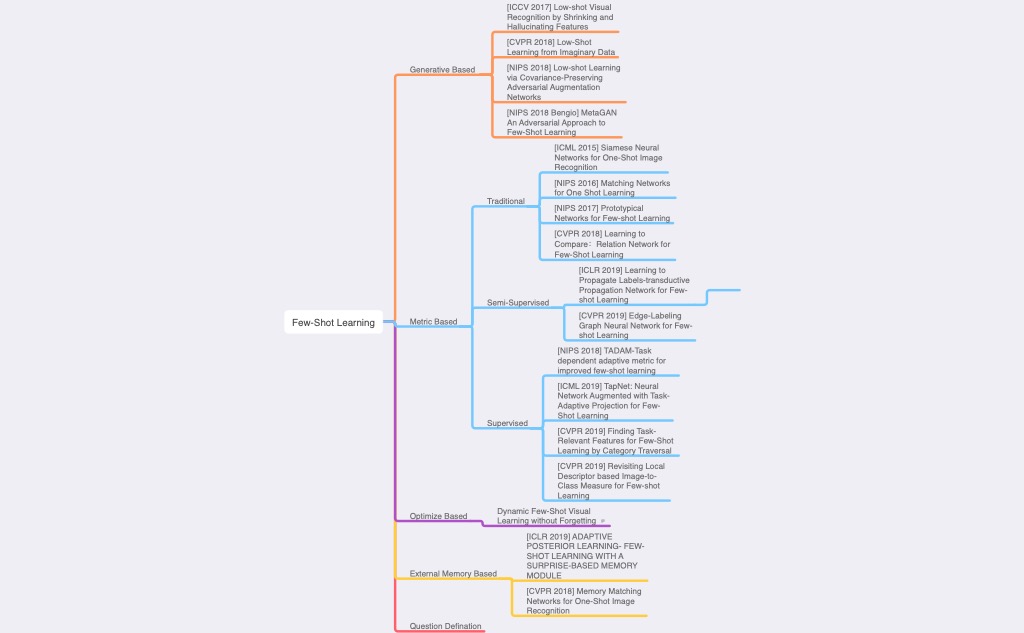 [ICCV 2017] Low-shot Visual
Recognition by Shrinking and
Hallucinating Features
[CVPR 2018] Low-Shot
Learning from Imaginary Data
Generative Based
[NIPS 2018] Low-shot Learning
via Covariance-Preserving
Adversarial Augmentation
Networks
[NIPS 2018 Bengio] MetaGAN
An Adversarial Approach to
Few-Shot Learning
[ICML 2015] Siamese Neural
Networks for One-Shot Image
Recognition
[NIPS 2016] Matching Networks
for One Shot Learning
Traditional
[NIPS 2017] Prototypical
Networks for Few-shot Learning
[CVPR 2018] Learning to
Compare：Relation Network for
Few-Shot Learning
[ICLR 2019] Learning to
Propagate Labels-transductive
Propagation Network for Few-
shot Learning
Semi-Supervised
[CVPR 2019] Edge-Labeling
Graph Neural Network for Few-
shot Learning
Few-Shot Learning
Metric Based
[NIPS 2018] TADAM-Task
dependent adaptive metric for
improved few-shot learning
[ICML 2019] TapNet: Neural
Network Augmented with Task-
Adaptive Projection for Few-
Shot Learning
Supervised
[CVPR 2019] Finding Task-
Relevant Features for Few-Shot
Learning by Category Traversal
[CVPR 2019] Revisiting Local
Descriptor based Image-to-
Class Measure for Few-shot
Learning
Optimize Based
Dynamic Few-Shot Visual
Learning without Forgetting
[ICLR 2019] ADAPTIVE
POSTERIOR LEARNING- FEW-
SHOT LEARNING WITH A
SURPRISE-BASED MEMORY
MODULE
External Memory Based
[CVPR 2018] Memory Matching
Networks for One-Shot Image
Recognition
Question Defination